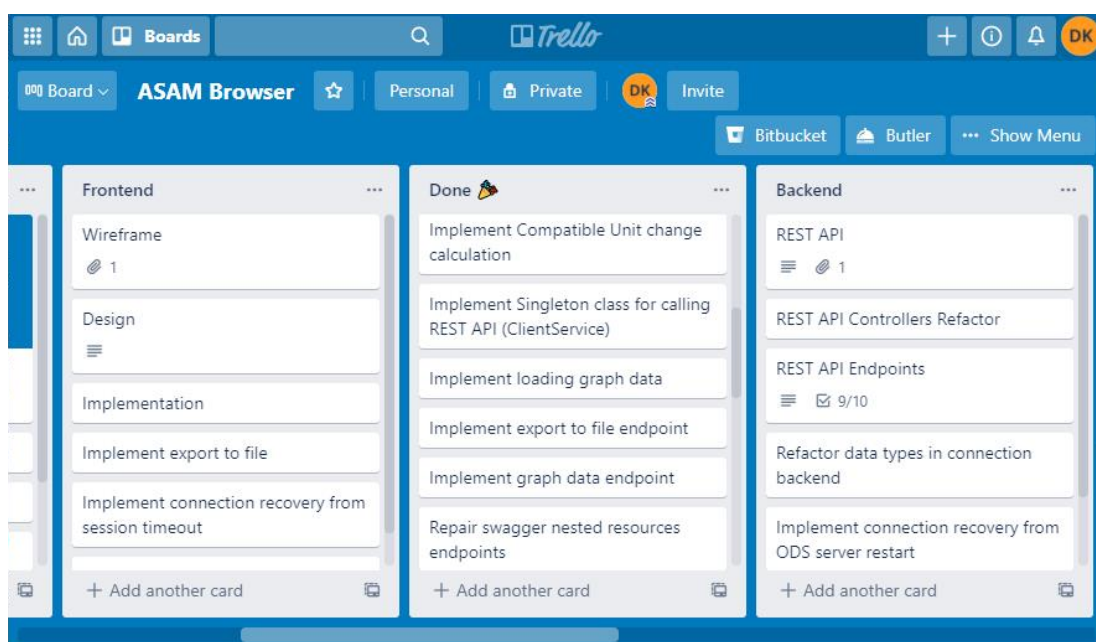 Boards
Trello
DK
Board
ASAM Browser
Personal
Private
DK
Invite
Bitbucket
Butler
Show Menu
Frontend
Wireframe
1
Design
Implementation
Implement export to file
Implement connection recovery from
session timeout
+ Add another card
Done
Implement Compatible Unit change
calculation
Implement Singleton class for calling
REST API (ClientService)
Implement loading graph data
Implement export to file endpoint
Implement graph data endpoint
Repair swagger nested resources
endpoints
+ Add another card
Backend
REST API
1
REST API Controllers Refactor
REST API Endpoints
9/10
Refactor data types in connection
backend
Implement connection recovery from
ODS server restart
+ Add another card